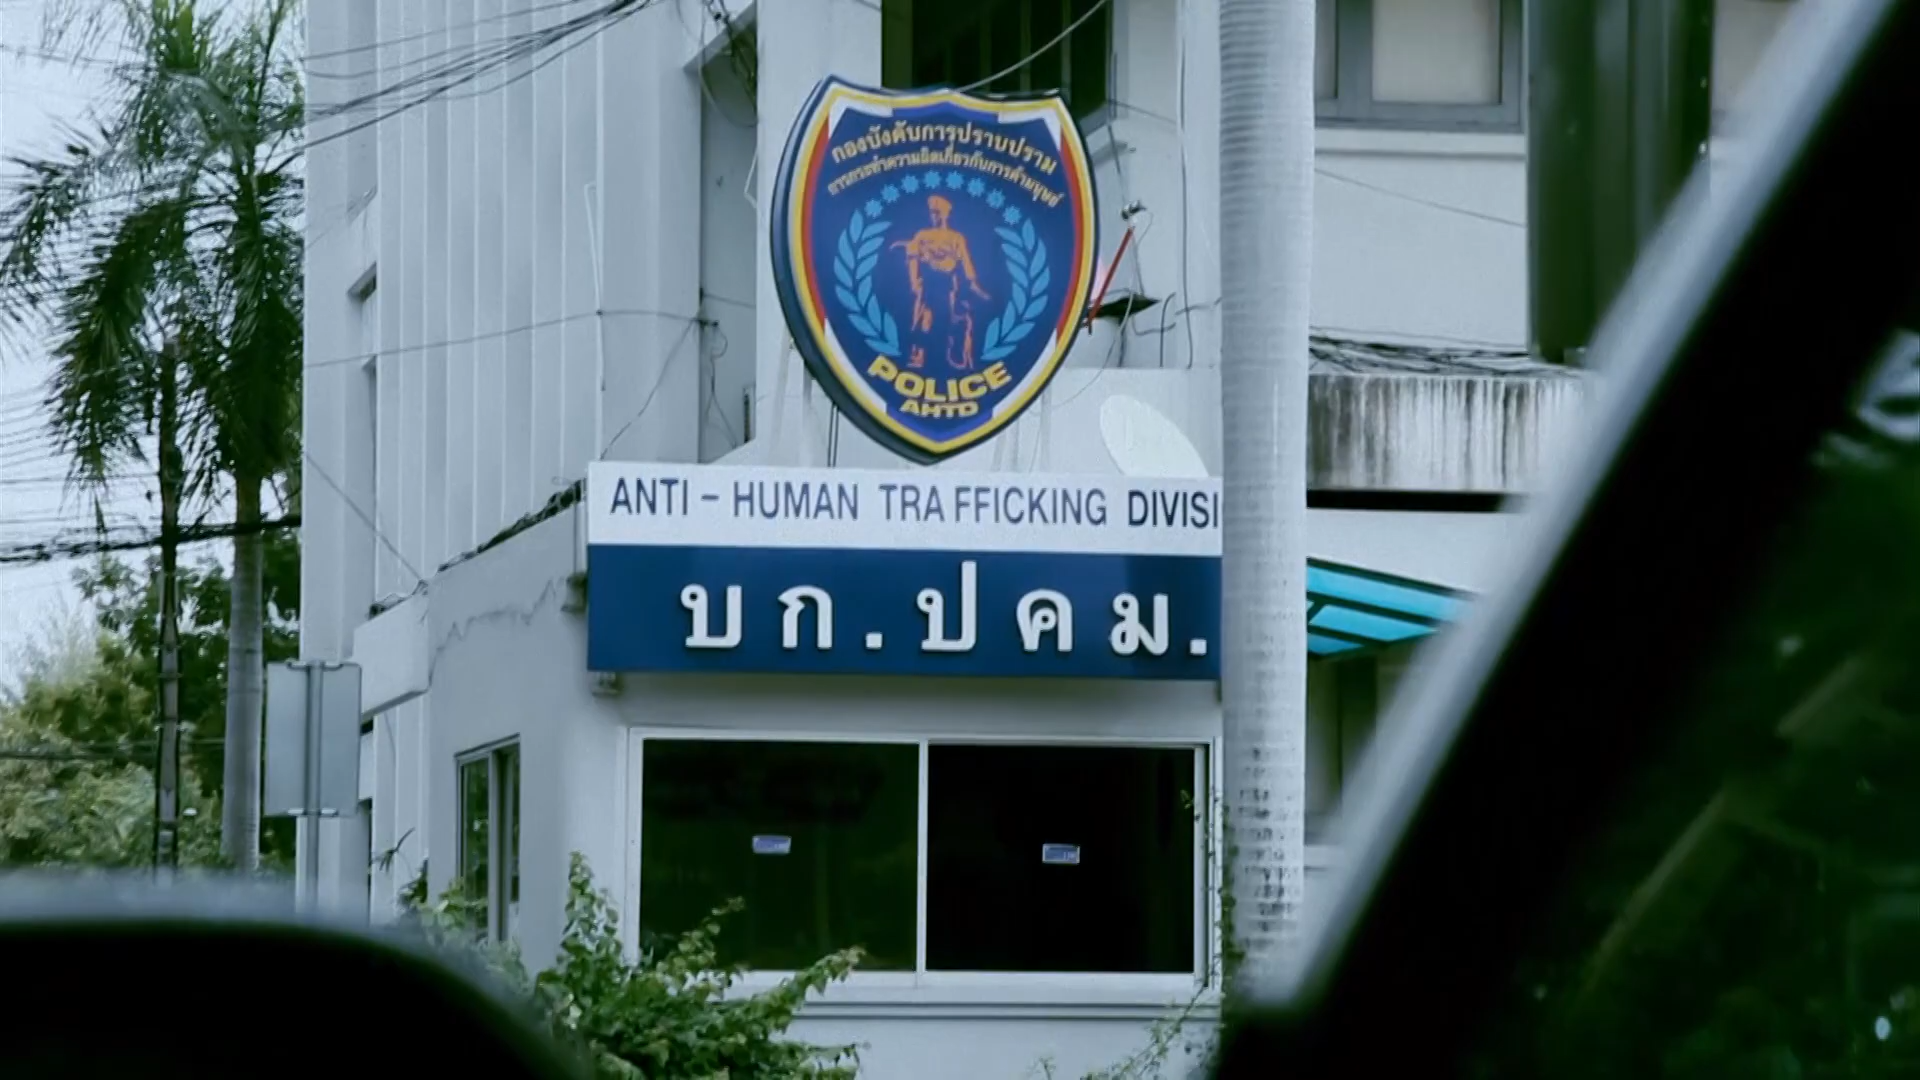 กองบังคับการปราบปราม
การกระทำความผิดเกี่ยวกับการค้ามนุษย์
POLICE
AHTD
ANTI - HUMAN TRAFFICKING DIVISI
บก.ปคม.